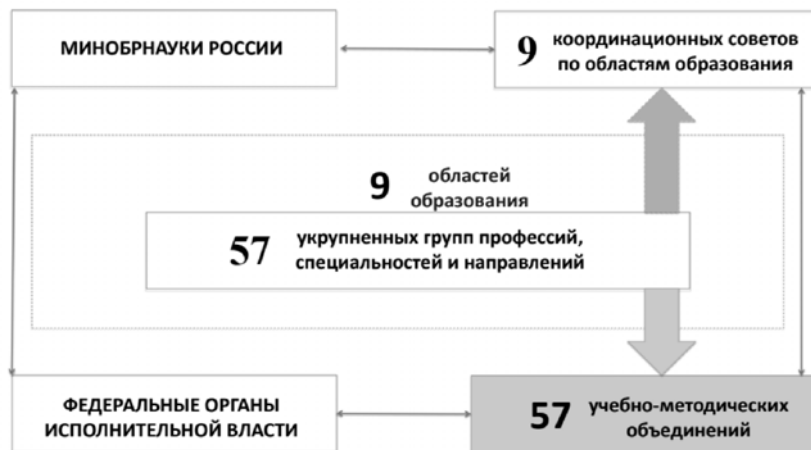 МИНОБРНАУКИ РОССИИ
9 координационных советов
по областям образования
9 областей
образования
57 укрупненных групп профессий,
специальностей и направлений
ФЕДЕРАЛЬНЫЕ ОРГАНЫ
ИСПОЛНИТЕЛЬНОЙ ВЛАСТИ
57 учебно-методических
объединений